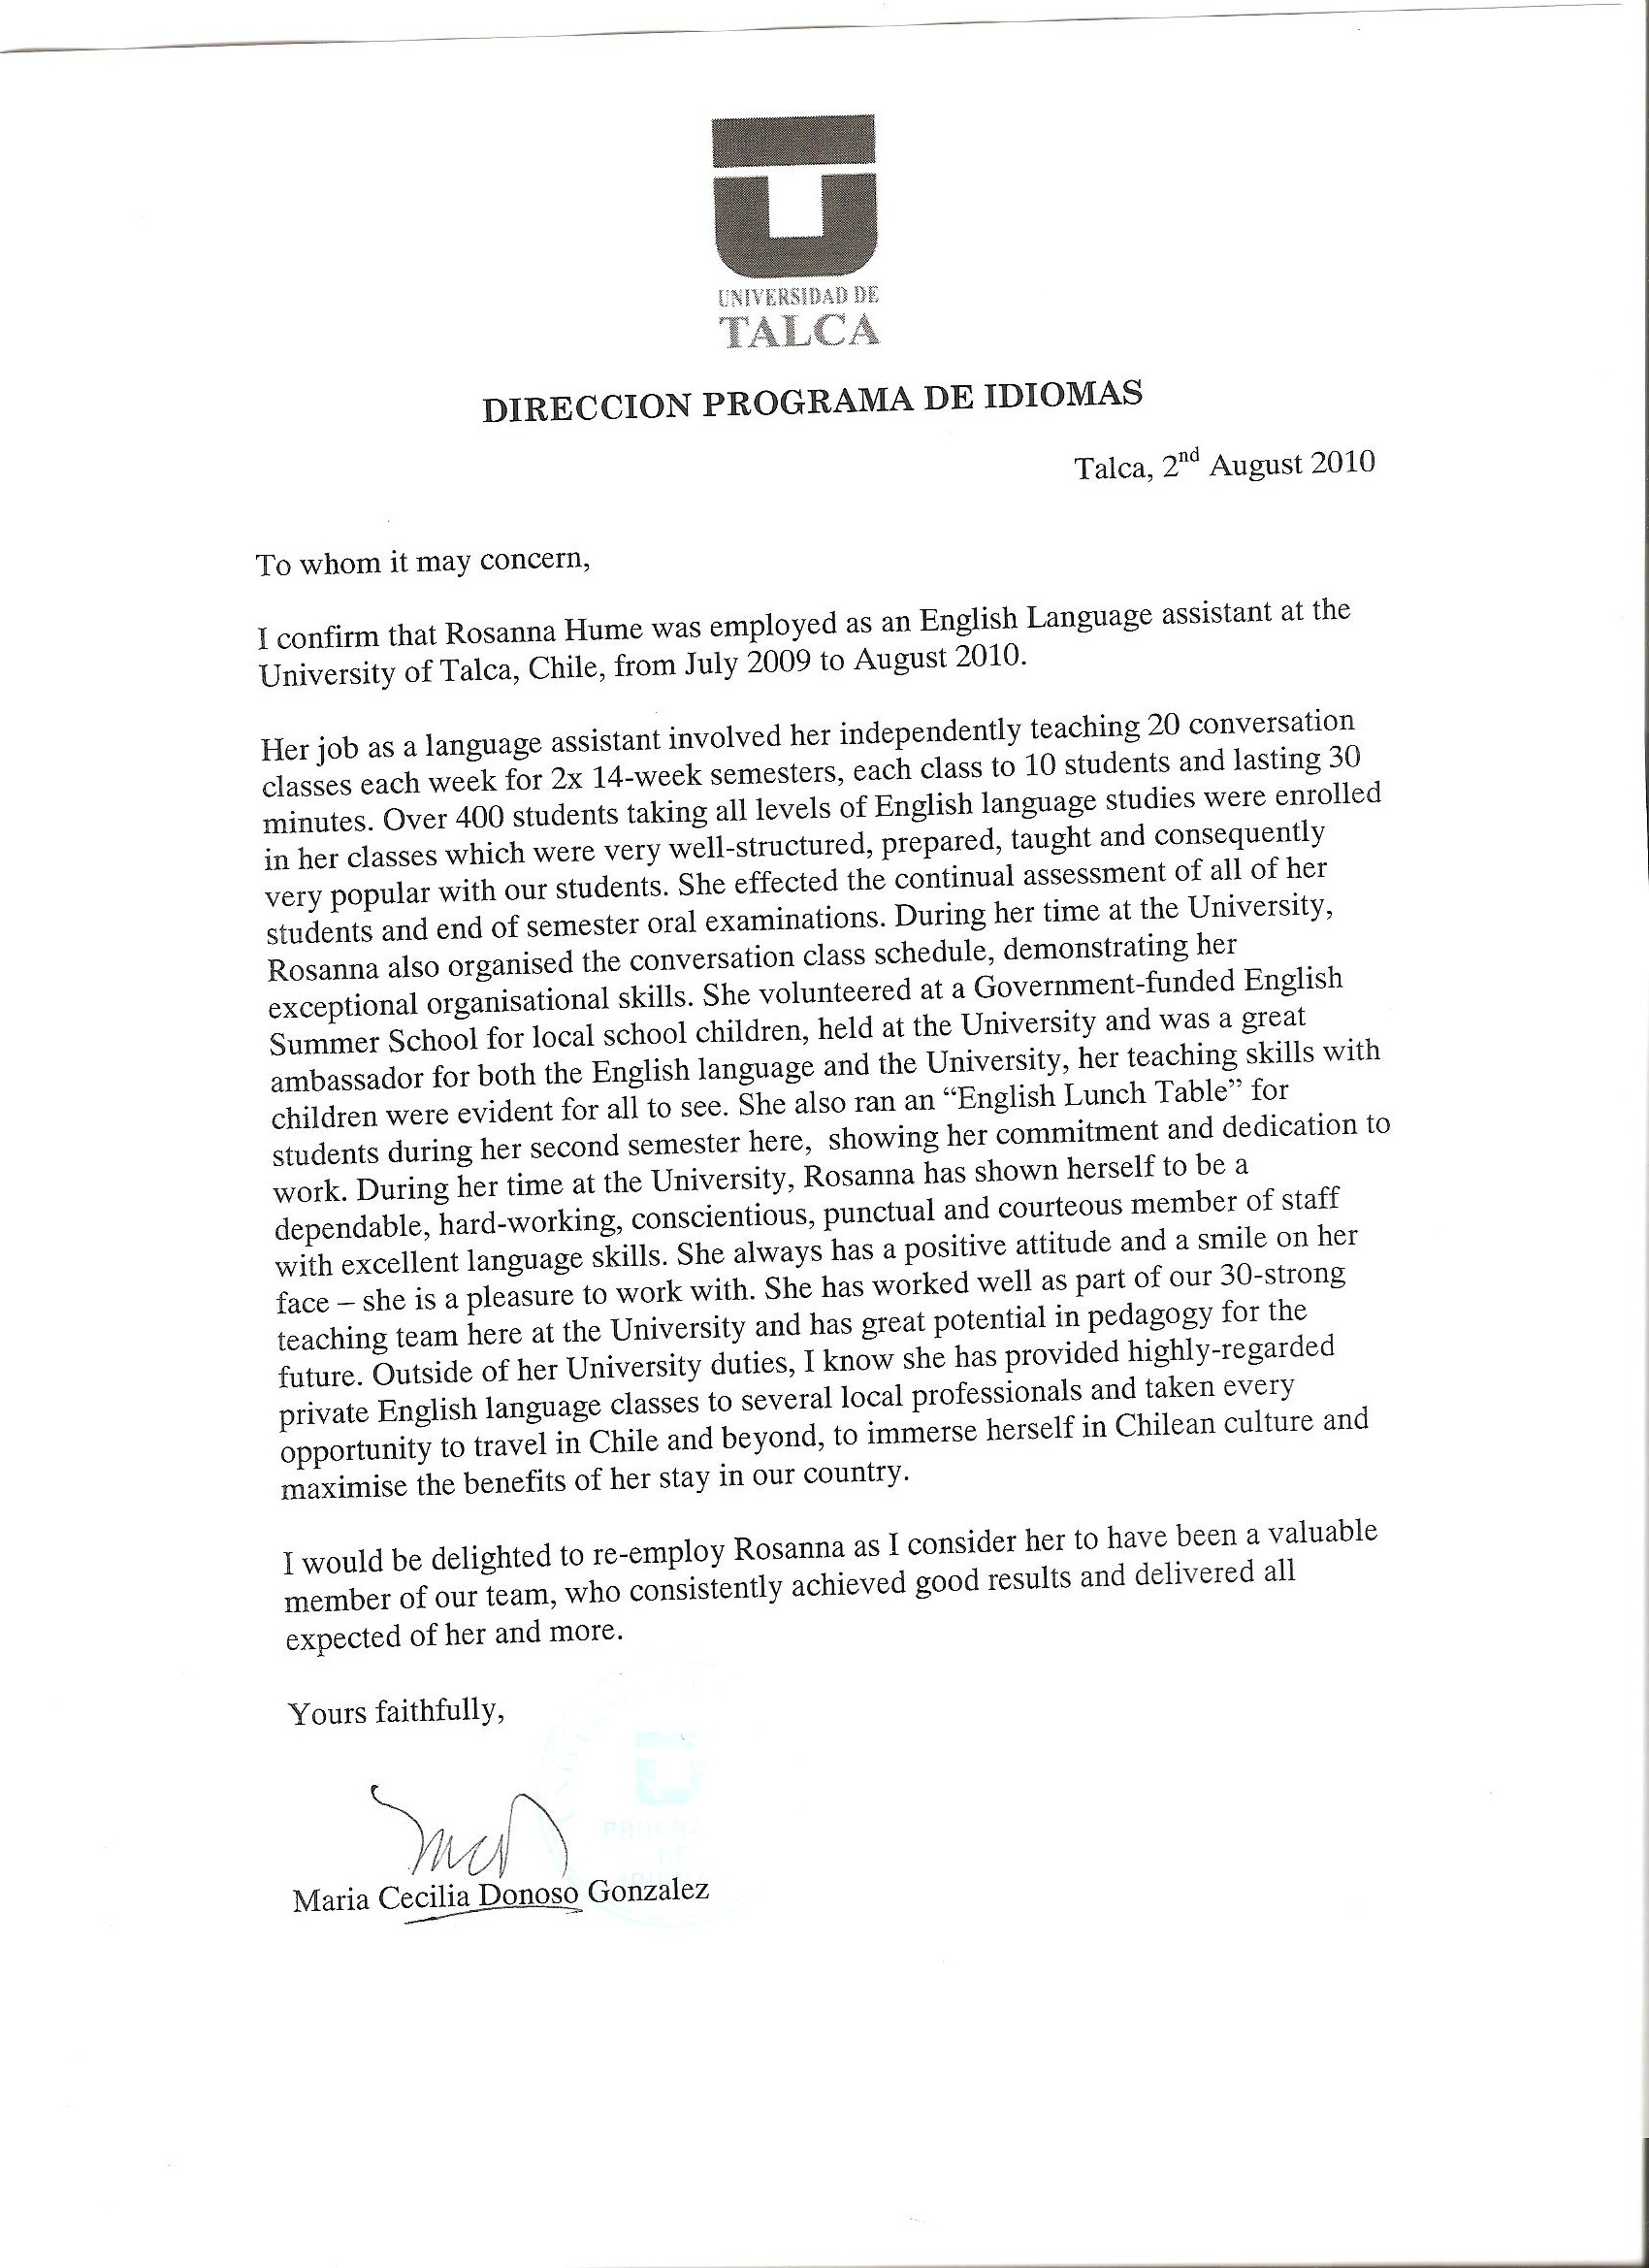 UNIVERSIDAD DE
TALCA
DIRECCION PROGRAMA DE IDIOMAS
Talca, 2nd August 2010
To whom it may concern,
I confirm that Rosanna Hume was employed as an English Language assistant at the
University of Talca, Chile, from July 2009 to August 2010.
Her job as a language assistant involved her independently teaching 20 conversation
classes each week for 2x 14-week semesters, each class to 10 students and lasting 30
minutes. Over 400 students taking all levels of English language studies were enrolled
in her classes which were very well-structured, prepared, taught and consequently
very popular with our students. She effected the continual assessment of all of her
students and end of semester oral examinations. During her time at the University,
Rosanna also organised the conversation class schedule, demonstrating her
exceptional organisational skills. She volunteered at a Government-funded English
Summer School for local school children, held at the University and was a great
ambassador for both the English language and the University, her teaching skills with
children were evident for all to see. She also ran an “English Lunch Table” for
students during her second semester here, showing her commitment and dedication to
work. During her time at the University, Rosanna has shown herself to be a
dependable, hard-working, conscientious, punctual and courteous member of staff
with excellent language skills. She always has a positive attitude and a smile on her
face – she is a pleasure to work with. She has worked well as part of our 30-strong
teaching team here at the University and has great potential in pedagogy for the
future. Outside of her University duties, I know she has provided highly-regarded
private English language classes to several local professionals and taken every
opportunity to travel in Chile and beyond, to immerse herself in Chilean culture and
maximise the benefits of her stay in our country.
I would be delighted to re-employ Rosanna as I consider her to have been a valuable
member of our team, who consistently achieved good results and delivered all
expected of her and more.
Yours faithfully,
Maria Cecilia Donoso Gonzalez